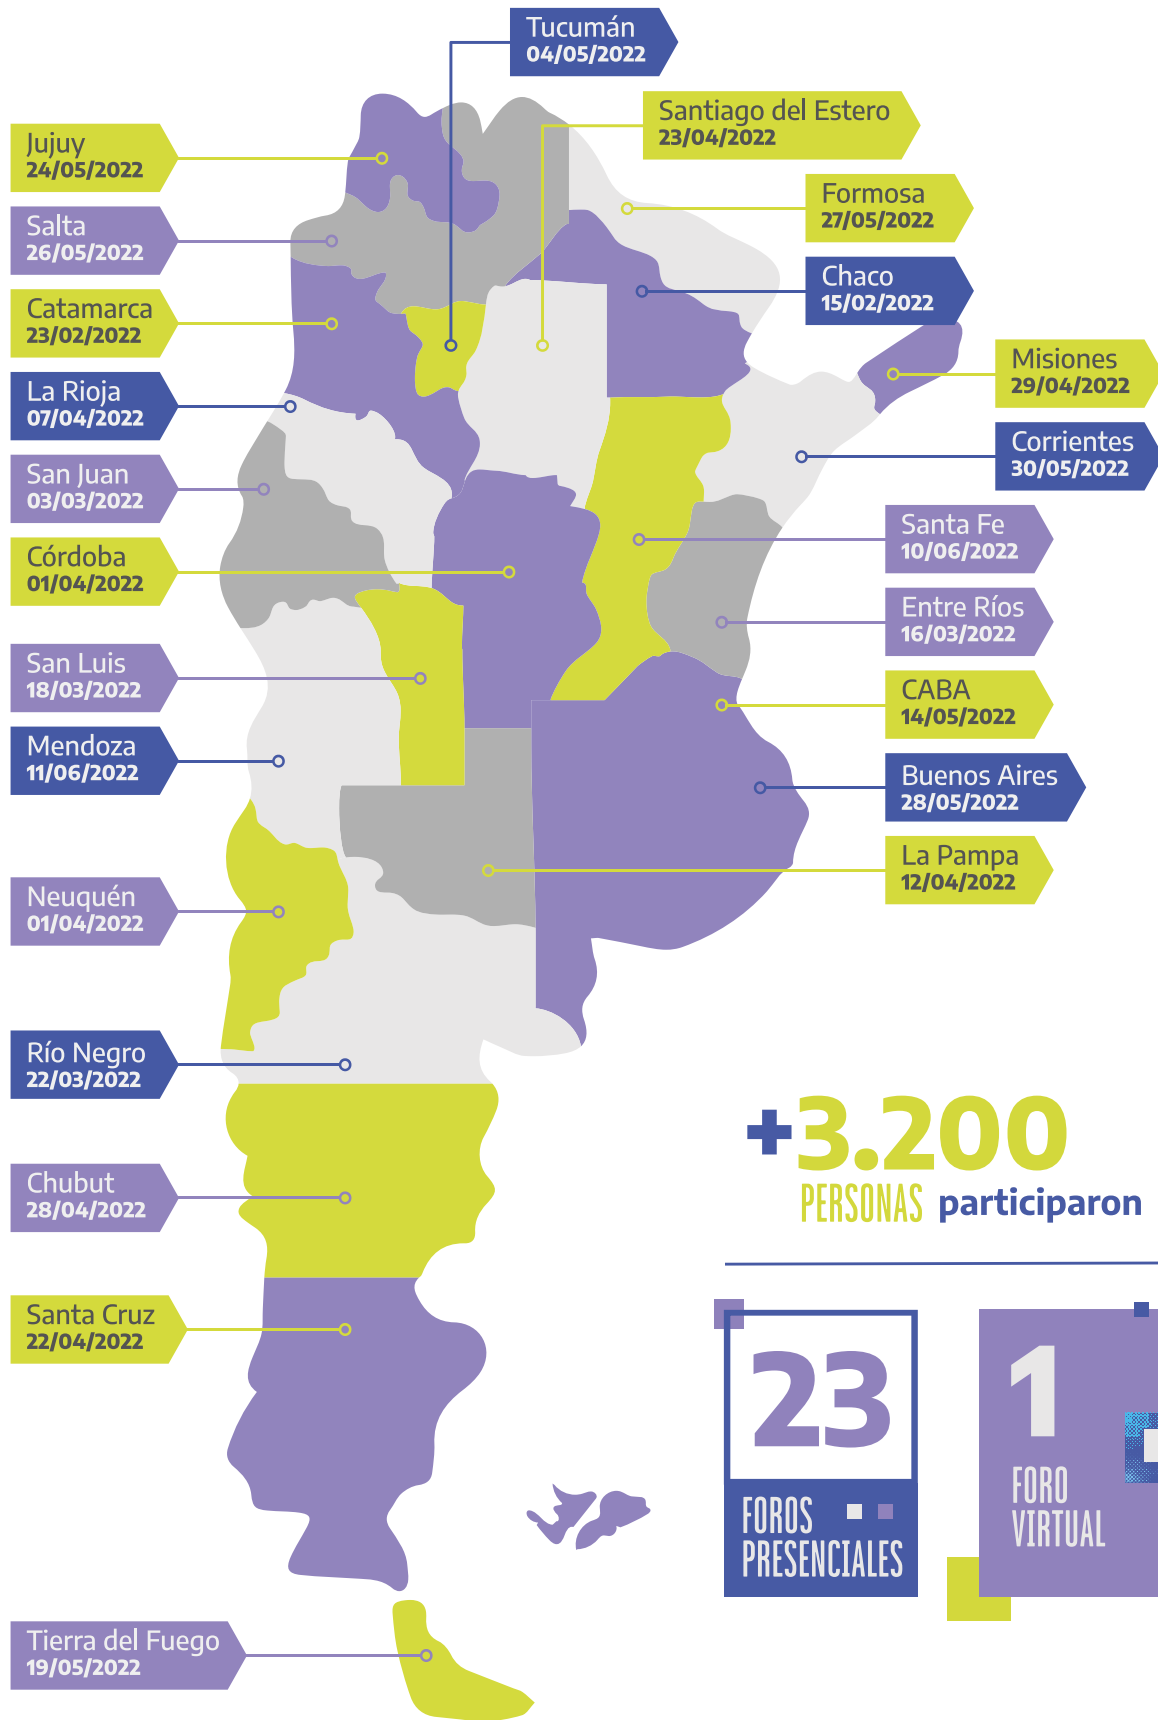 Tucumán
04/05/2022
Santiago del Estero
23/04/2022
Jujuy
24/05/2022
Formosa
27/05/2022
Salta
26/05/2022
Chaco
15/02/2022
Catamarca
23/02/2022
Misiones
29/04/2022
La Rioja
07/04/2022
Corrientes
30/05/2022
San Juan
03/03/2022
Santa Fe
10/06/2022
Córdoba
01/04/2022
Entre Ríos
16/03/2022
San Luis
18/03/2022
CABA
14/05/2022
Mendoza
11/06/2022
Buenos Aires
28/05/2022
La Pampa
12/04/2022
Neuquén
01/04/2022
Río Negro
22/03/2022
Chubut
28/04/2022
Santa Cruz
22/04/2022
Tierra del Fuego
19/05/2022
+3.200
PERSONAS participaron
23
FOROS
PRESENCIALES
1
FORO
VIRTUAL